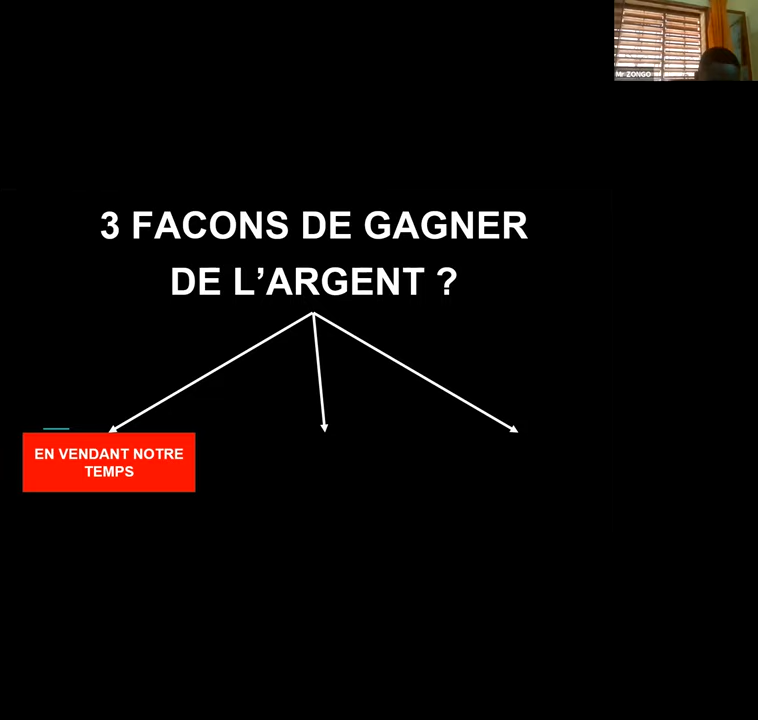 Mr ZONGO
3 FACONS DE GAGNER
DE L’ARGENT ?
EN VENDANT NOTRE
TEMPS